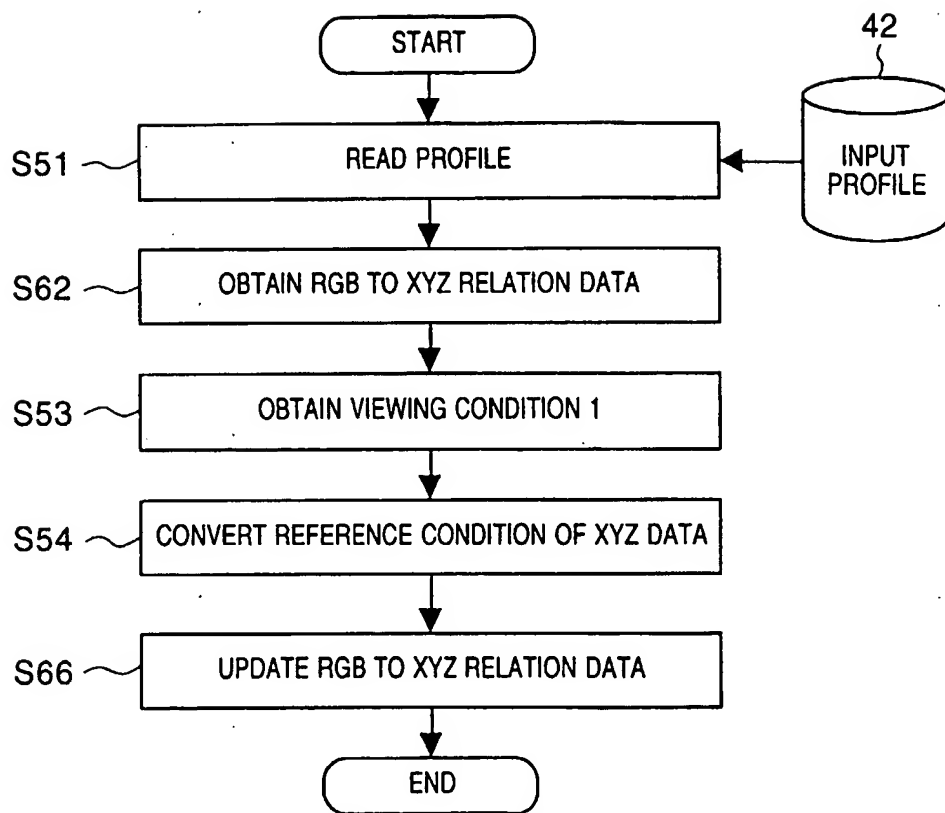 START
42
INPUT
PROFILE
S51
READ PROFILE
S62
OBTAIN RGB TO XYZ RELATION DATA
S53
OBTAIN VIEWING CONDITION 1
S54
CONVERT REFERENCE CONDITION OF XYZ DATA
S66
UPDATE RGB TO XYZ RELATION DATA
END